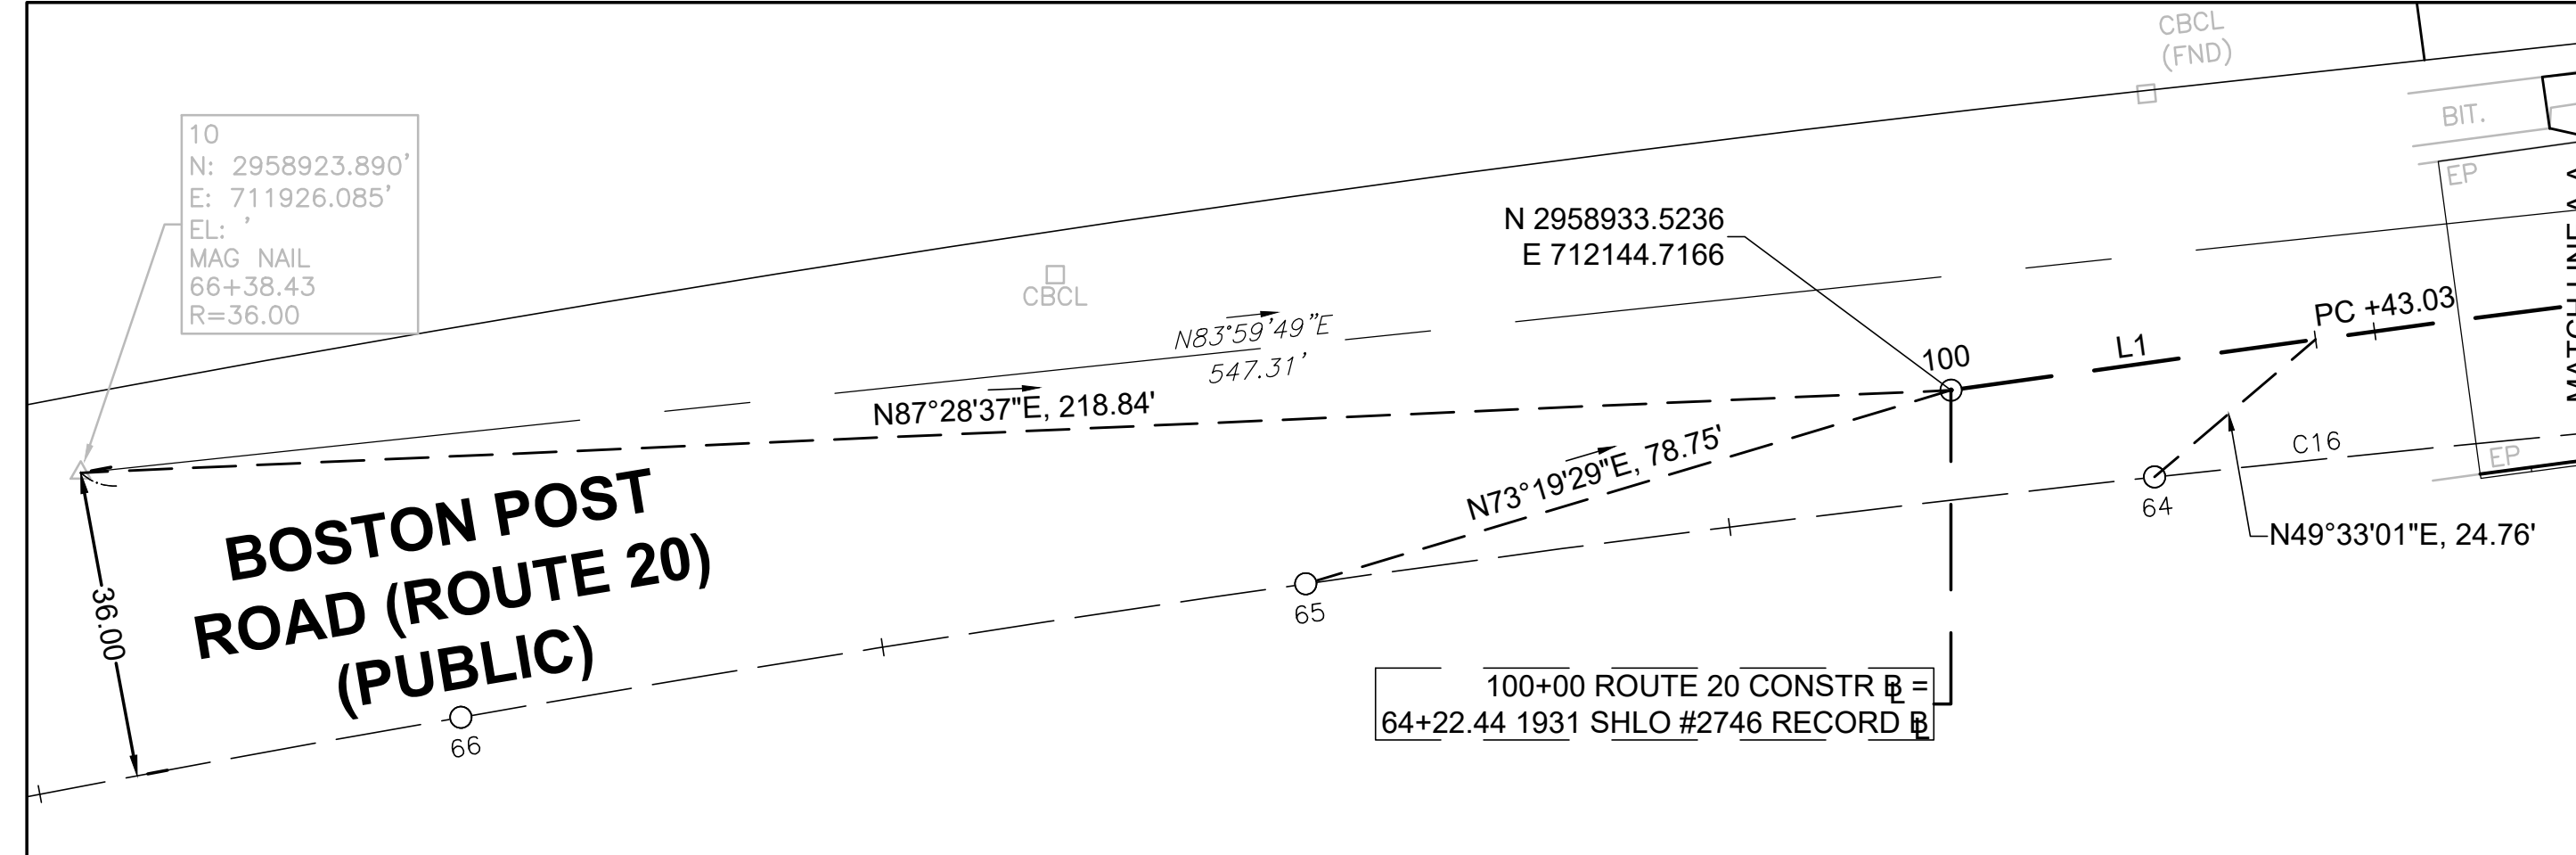 CBCL
(FND)
BIT.
EP
10
N: 2958923.890'
E: 711926.085'
EL: '
MAG NAIL
66+38.43
R=36.00
N 2958933.5236
E 712144.7166
CBCL
N83°59'49"E
547.31'
N87°28'37"E, 218.84'
100
L1
PC +43.03
N73°19'29"E, 78.75'
C16
EP
64
N49°33'01"E, 24.76'
BOSTON POST
ROAD (ROUTE 20)
(PUBLIC)
36.00
65
66
100+00 ROUTE 20 CONSTR BL =
64+22.44 1931 SHLO #2746 RECORD BL